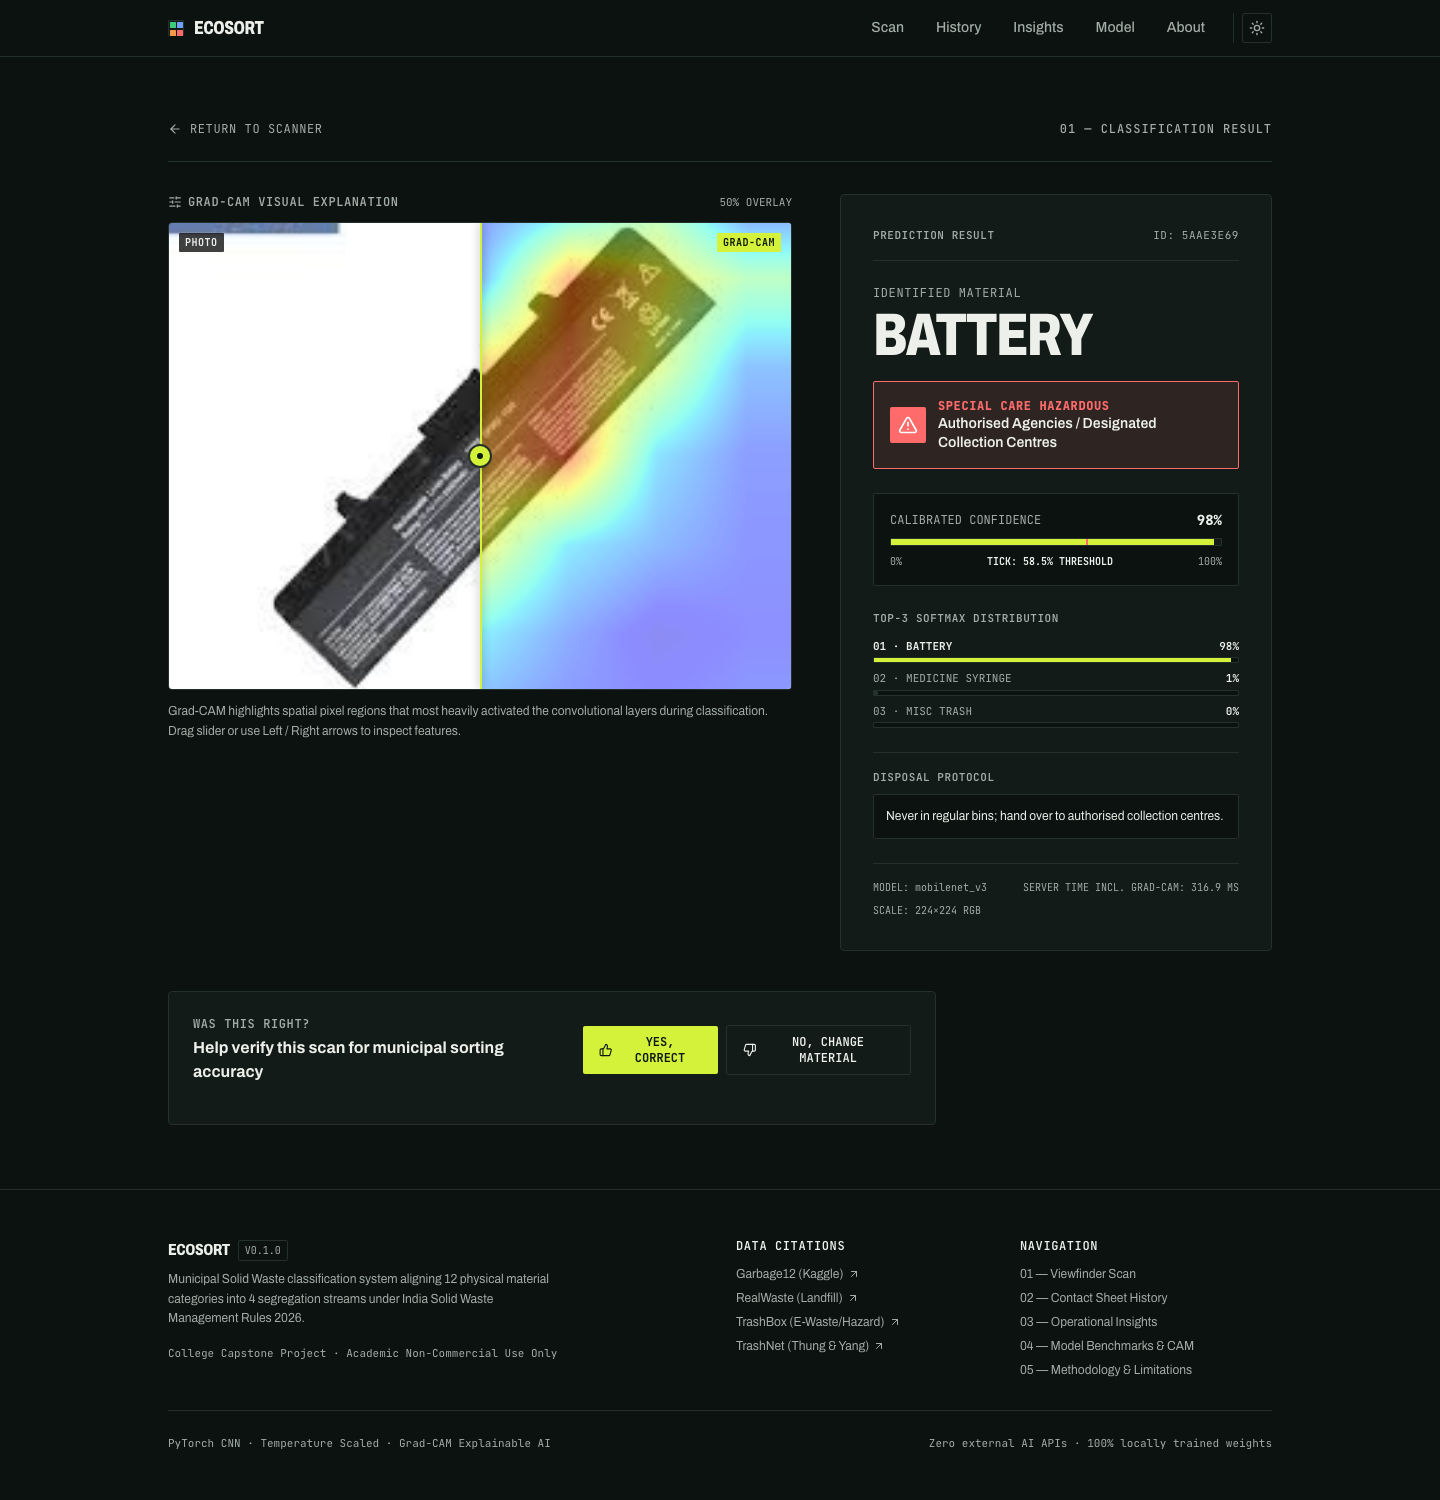 ECOSORT
Scan
History
Insights
Model
About
RETURN TO SCANNER
01 — CLASSIFICATION RESULT
GRAD-CAM VISUAL EXPLANATION
50% OVERLAY
PHOTO
GRAD-CAM
CE
Grad-CAM highlights spatial pixel regions that most heavily activated the convolutional layers during classification.
Drag slider or use Left / Right arrows to inspect features.
PREDICTION RESULT
ID: 5AAE3E69
IDENTIFIED MATERIAL
BATTERY
SPECIAL CARE HAZARDOUS
Authorised Agencies / Designated
Collection Centres
CALIBRATED CONFIDENCE
98%
0%
TICK: 58.5% THRESHOLD
100%
TOP-3 SOFTMAX DISTRIBUTION
01 · BATTERY
98%
02 · MEDICINE SYRINGE
1%
03 · MISC TRASH
0%
DISPOSAL PROTOCOL
Never in regular bins; hand over to authorised collection centres.
MODEL: mobilenet_v3
SERVER TIME INCL. GRAD-CAM: 316.9 MS
SCALE: 224×224 RGB
WAS THIS RIGHT?
Help verify this scan for municipal sorting
accuracy
YES,
CORRECT
NO, CHANGE
MATERIAL
ECOSORT
V0.1.0
Municipal Solid Waste classification system aligning 12 physical material
categories into 4 segregation streams under India Solid Waste
Management Rules 2026.
College Capstone Project · Academic Non-Commercial Use Only
DATA CITATIONS
Garbage12 (Kaggle)
RealWaste (Landfill)
TrashBox (E-Waste/Hazard)
TrashNet (Thung & Yang)
NAVIGATION
01 — Viewfinder Scan
02 — Contact Sheet History
03 — Operational Insights
04 — Model Benchmarks & CAM
05 — Methodology & Limitations
PyTorch CNN · Temperature Scaled · Grad-CAM Explainable AI
Zero external AI APIs · 100% locally trained weights